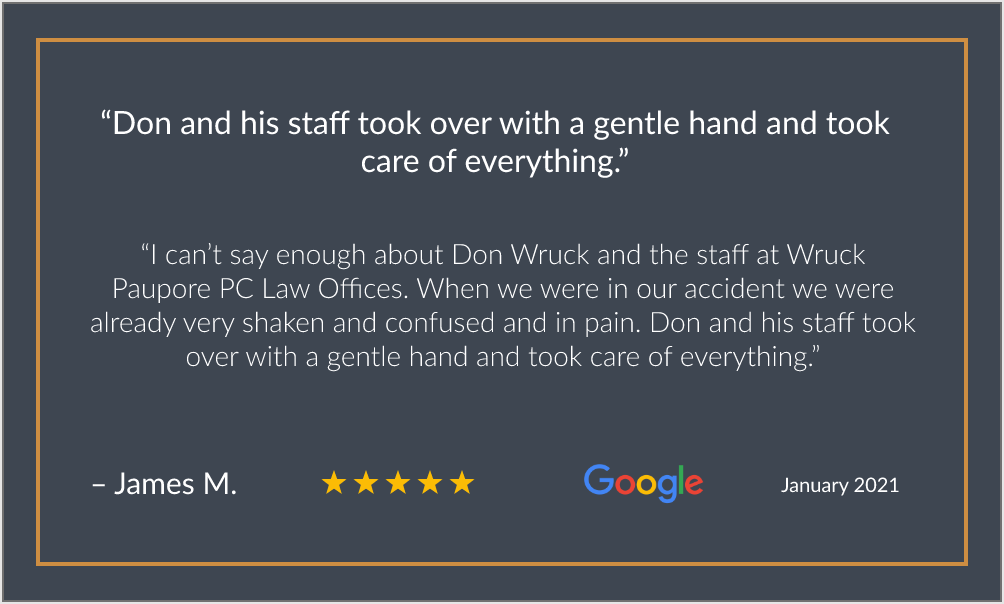 “Don and his staff took over with a gentle hand and took
care of everything.”
“I can’t say enough about Don Wruck and the staff at Wruck
Paupore PC Law Offices. When we were in our accident we were
already very shaken and confused and in pain. Don and his staff took
over with a gentle hand and took care of everything.”
– James M.
Google
January 2021